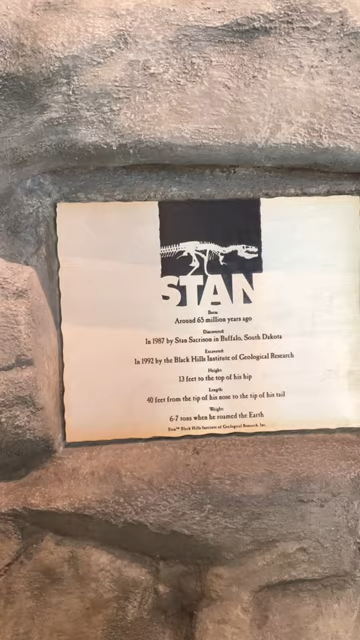 STAN
Born
Around 65 million years ago
Discovered
In 1987 by Stan Sacrison in Buffalo, South Dakota
Excavated
In 1992 by the Black Hills Institute of Geological Research
Height
13 feet to the top of his hip
Length
40 feet from the tip of his nose to the tip of his tail
Weight
6-7 tons when he roamed the Earth
Stan™ Black Hills Institute of Geological Research, Inc.